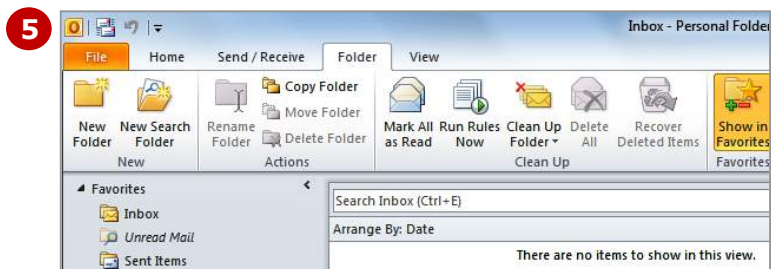 5
Inbox - Personal Folder
File Home Send / Receive Folder View
New Folder
New Search Folder
Rename Folder
Copy Folder
Move Folder
Delete Folder
Mark All as Read
Run Rules Now
Clean Up Folder
Delete All
Recover Deleted Items
Show in Favorites
New Actions Clean Up Favorites
Favorites
Inbox
Unread Mail
Sent Items
Search Inbox (Ctrl+E)
Arrange By: Date
There are no items to show in this view.